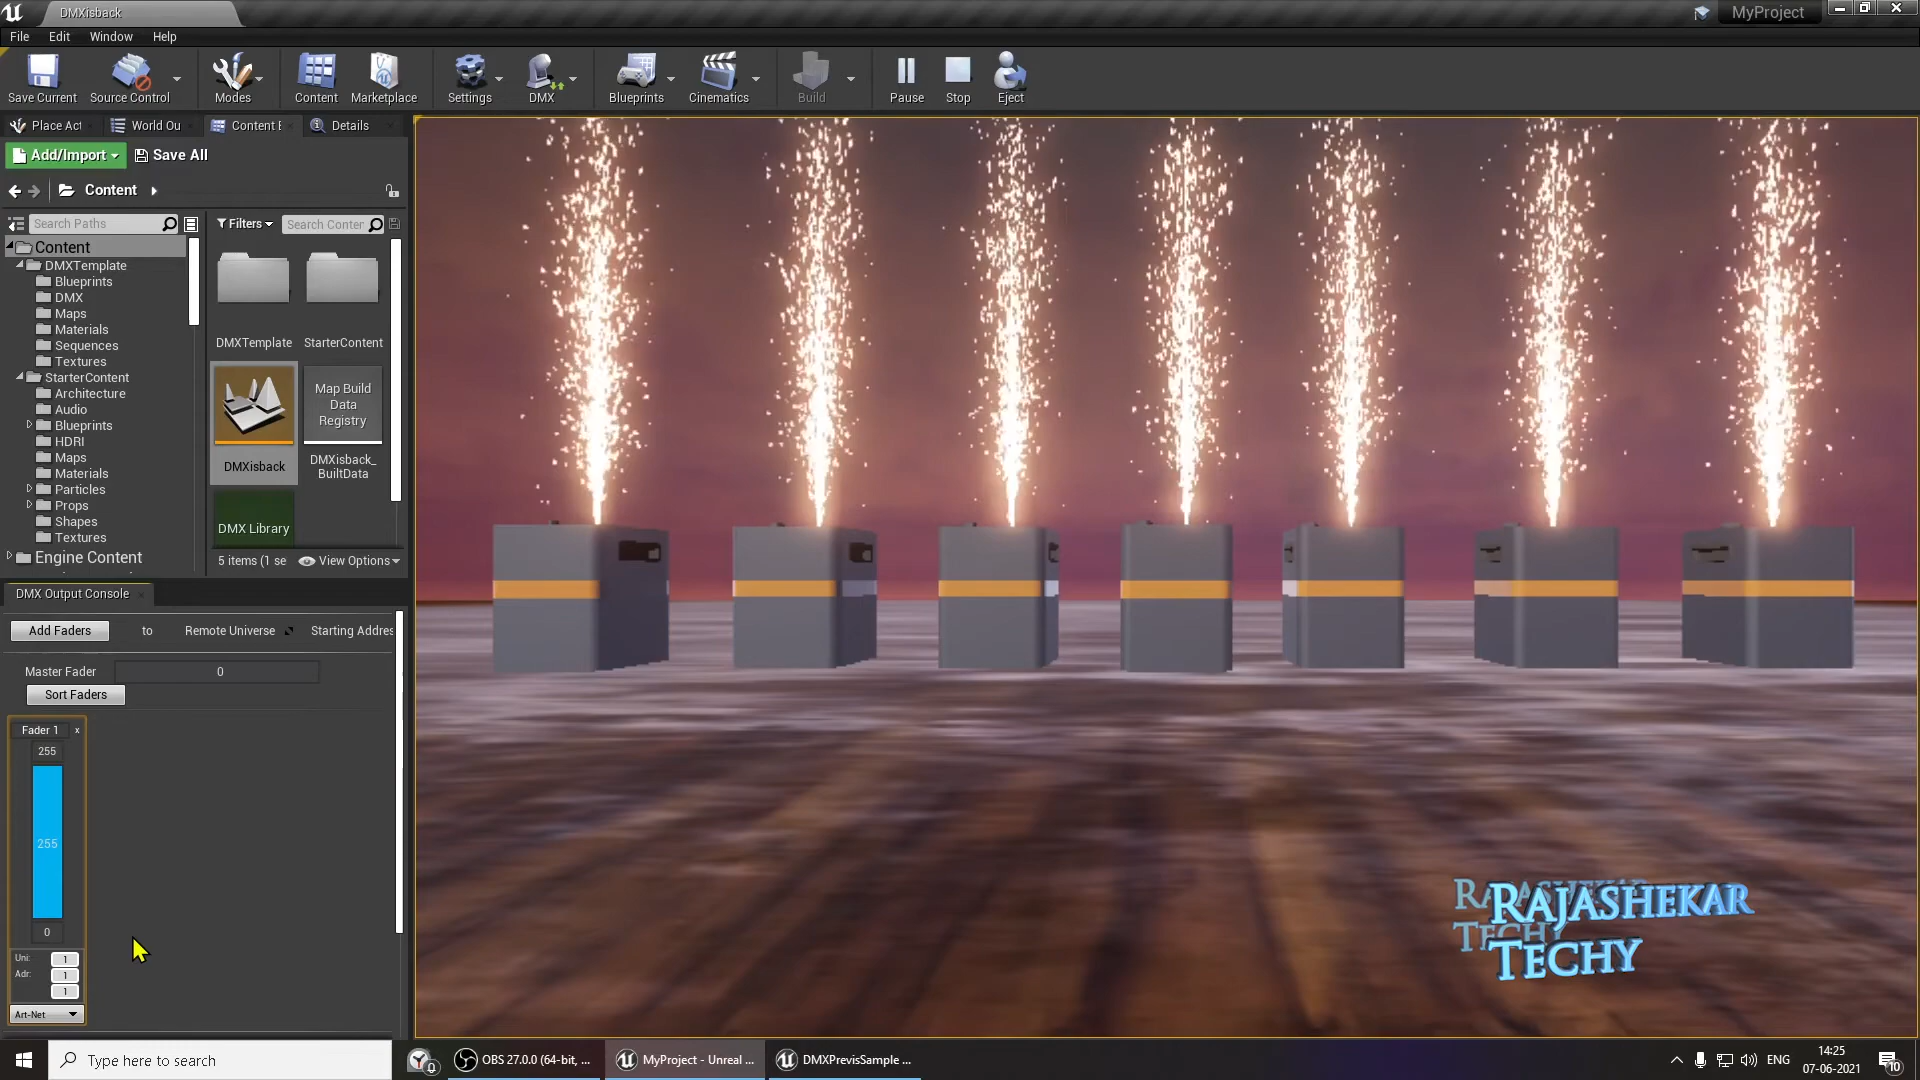 DMXisback
MyProject
File Edit Window Help
Save Current Source Control Modes Content Marketplace Settings DMX Blueprints Cinematics Build Pause Stop Eject
Place Act World Ou Content E Details
Add/Import Save All
Content
Search Paths Filters Search Conter
Content
DMXTemplate
Blueprints
DMX
Maps
Materials
Sequences
Textures
StarterContent
Architecture
Audio
Blueprints
HDRI
Maps
Materials
Particles
Props
Shapes
Textures
Engine Content
DMXTemplate StarterContent
Map Build
Data
Registry
DMXisback DMXisback_
BuiltData
DMX Library
5 items (1 se View Options
DMX Output Console
Add Faders to Remote Universe Starting Addres
Master Fader 0
Sort Faders
Fader 1 x
255
255
0
Uni: 1
Adr: 1
1
Art-Net
RAJASHEKAR
TECHY
RAJASHEKAR
TECHY
Type here to search
OBS 27.0.0 (64-bit, ...
MyProject - Unreal ...
DMXPrevisSample ...
ENG
14:25
07-06-2021
10